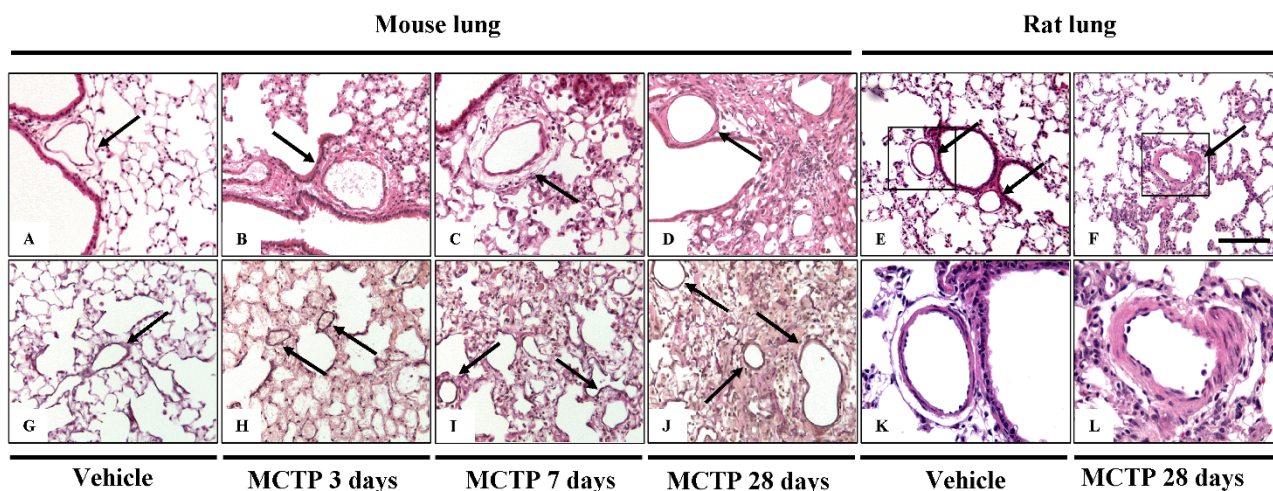 Mouse lung Rat lung
A B C D E F
G H I J K L
Vehicle MCTP 3 days MCTP 7 days MCTP 28 days Vehicle MCTP 28 days